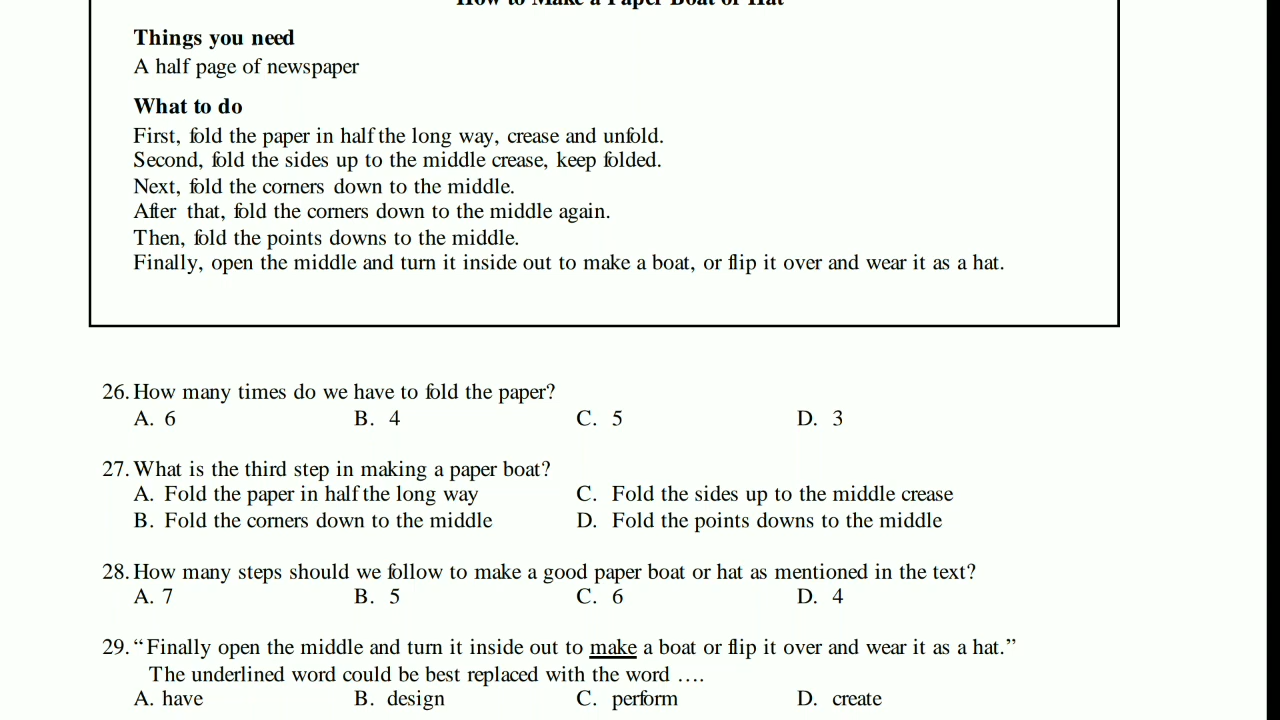 How to Make a Paper Boat or Hat
Things you need
A half page of newspaper
What to do
First, fold the paper in half the long way, crease and unfold.
Second, fold the sides up to the middle crease, keep folded.
Next, fold the corners down to the middle.
After that, fold the corners down to the middle again.
Then, fold the points downs to the middle.
Finally, open the middle and turn it inside out to make a boat, or flip it over and wear it as a hat.
26. How many times do we have to fold the paper?
A. 6 B. 4 C. 5 D. 3
27. What is the third step in making a paper boat?
A. Fold the paper in half the long way C. Fold the sides up to the middle crease
B. Fold the corners down to the middle D. Fold the points downs to the middle
28. How many steps should we follow to make a good paper boat or hat as mentioned in the text?
A. 7 B. 5 C. 6 D. 4
29. “Finally open the middle and turn it inside out to make a boat or flip it over and wear it as a hat.”
The underlined word could be best replaced with the word ….
A. have B. design C. perform D. create